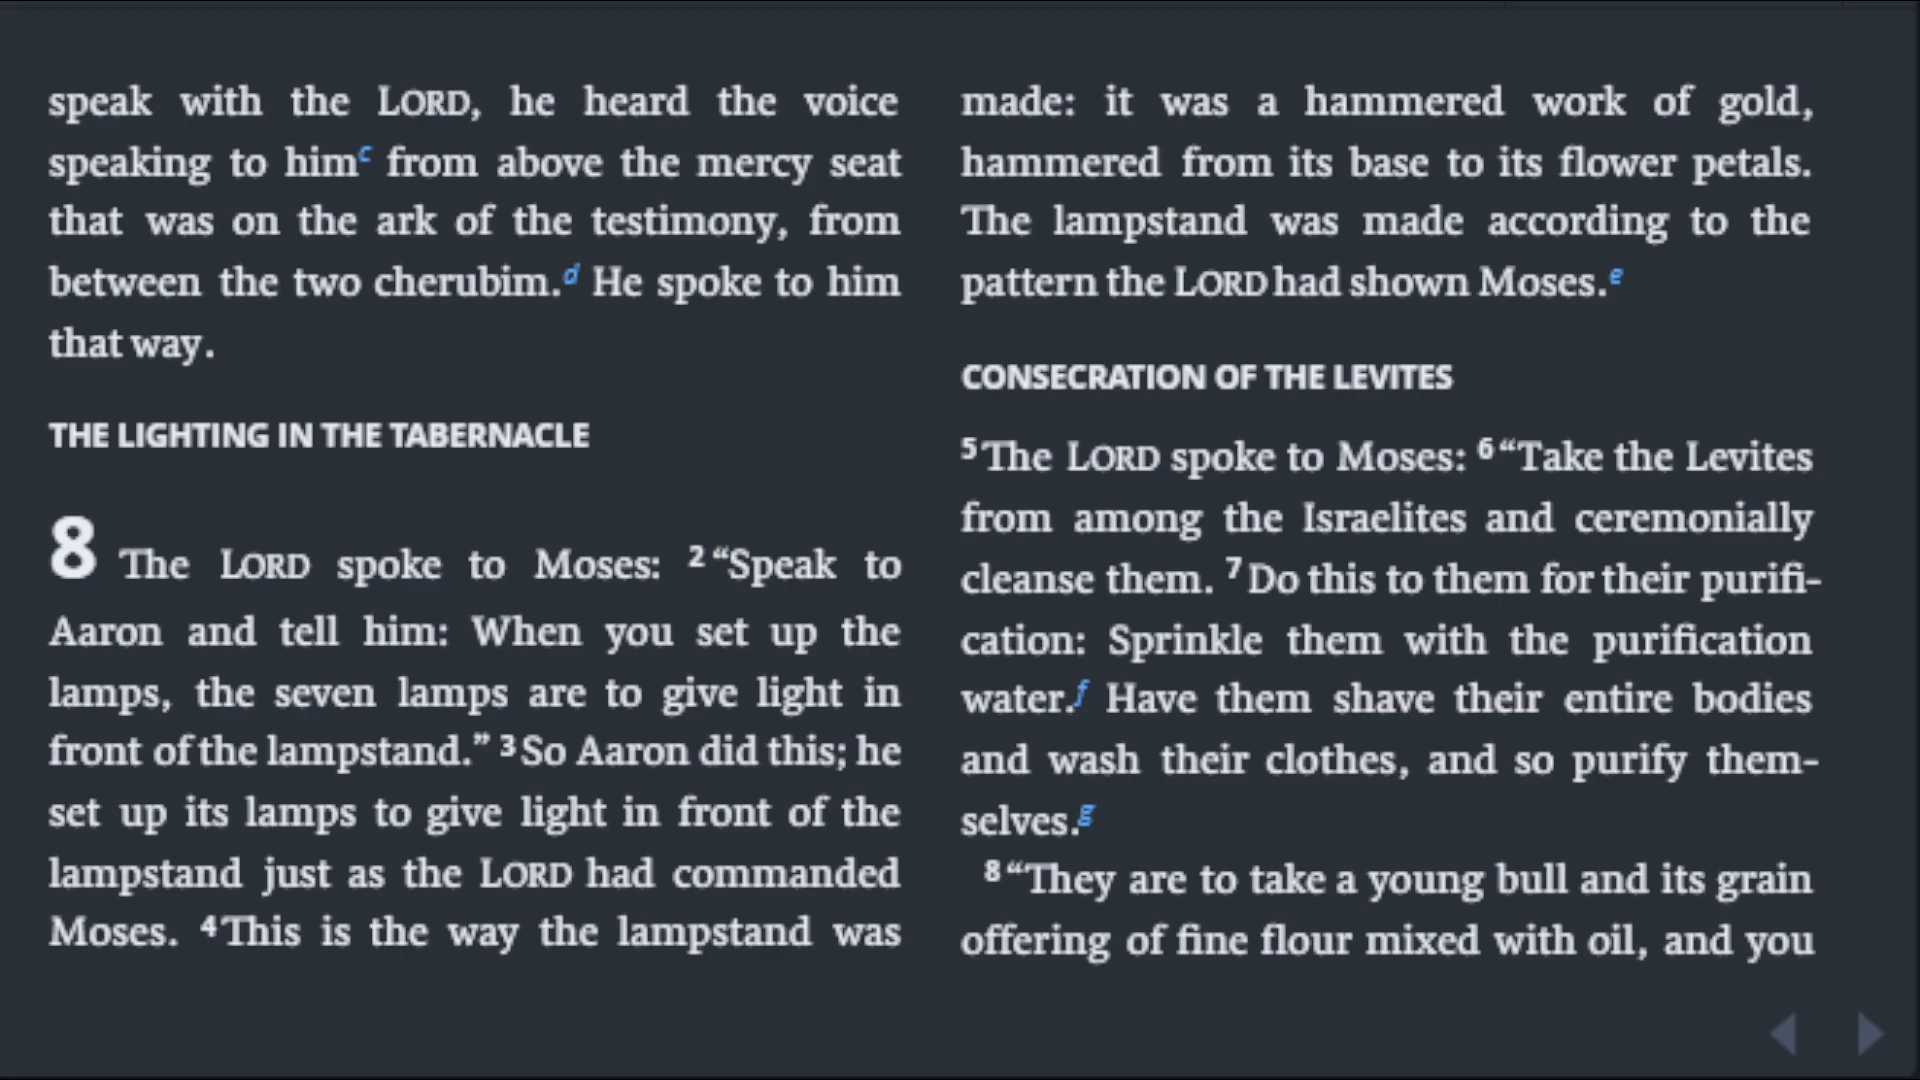 speak with the LORD, he heard the voice
speaking to himᶜ from above the mercy seat
that was on the ark of the testimony, from
between the two cherubim.ᵈ He spoke to him
that way.
THE LIGHTING IN THE TABERNACLE
8 The LORD spoke to Moses: ²“Speak to
Aaron and tell him: When you set up the
lamps, the seven lamps are to give light in
front of the lampstand.” ³So Aaron did this; he
set up its lamps to give light in front of the
lampstand just as the LORD had commanded
Moses. ⁴This is the way the lampstand was
made: it was a hammered work of gold,
hammered from its base to its flower petals.
The lampstand was made according to the
pattern the LORD had shown Moses.ᵉ
CONSECRATION OF THE LEVITES
⁵The LORD spoke to Moses: ⁶“Take the Levites
from among the Israelites and ceremonially
cleanse them. ⁷Do this to them for their purifi-
cation: Sprinkle them with the purification
water.ᶠ Have them shave their entire bodies
and wash their clothes, and so purify them-
selves.ᵍ
⁸“They are to take a young bull and its grain
offering of fine flour mixed with oil, and you